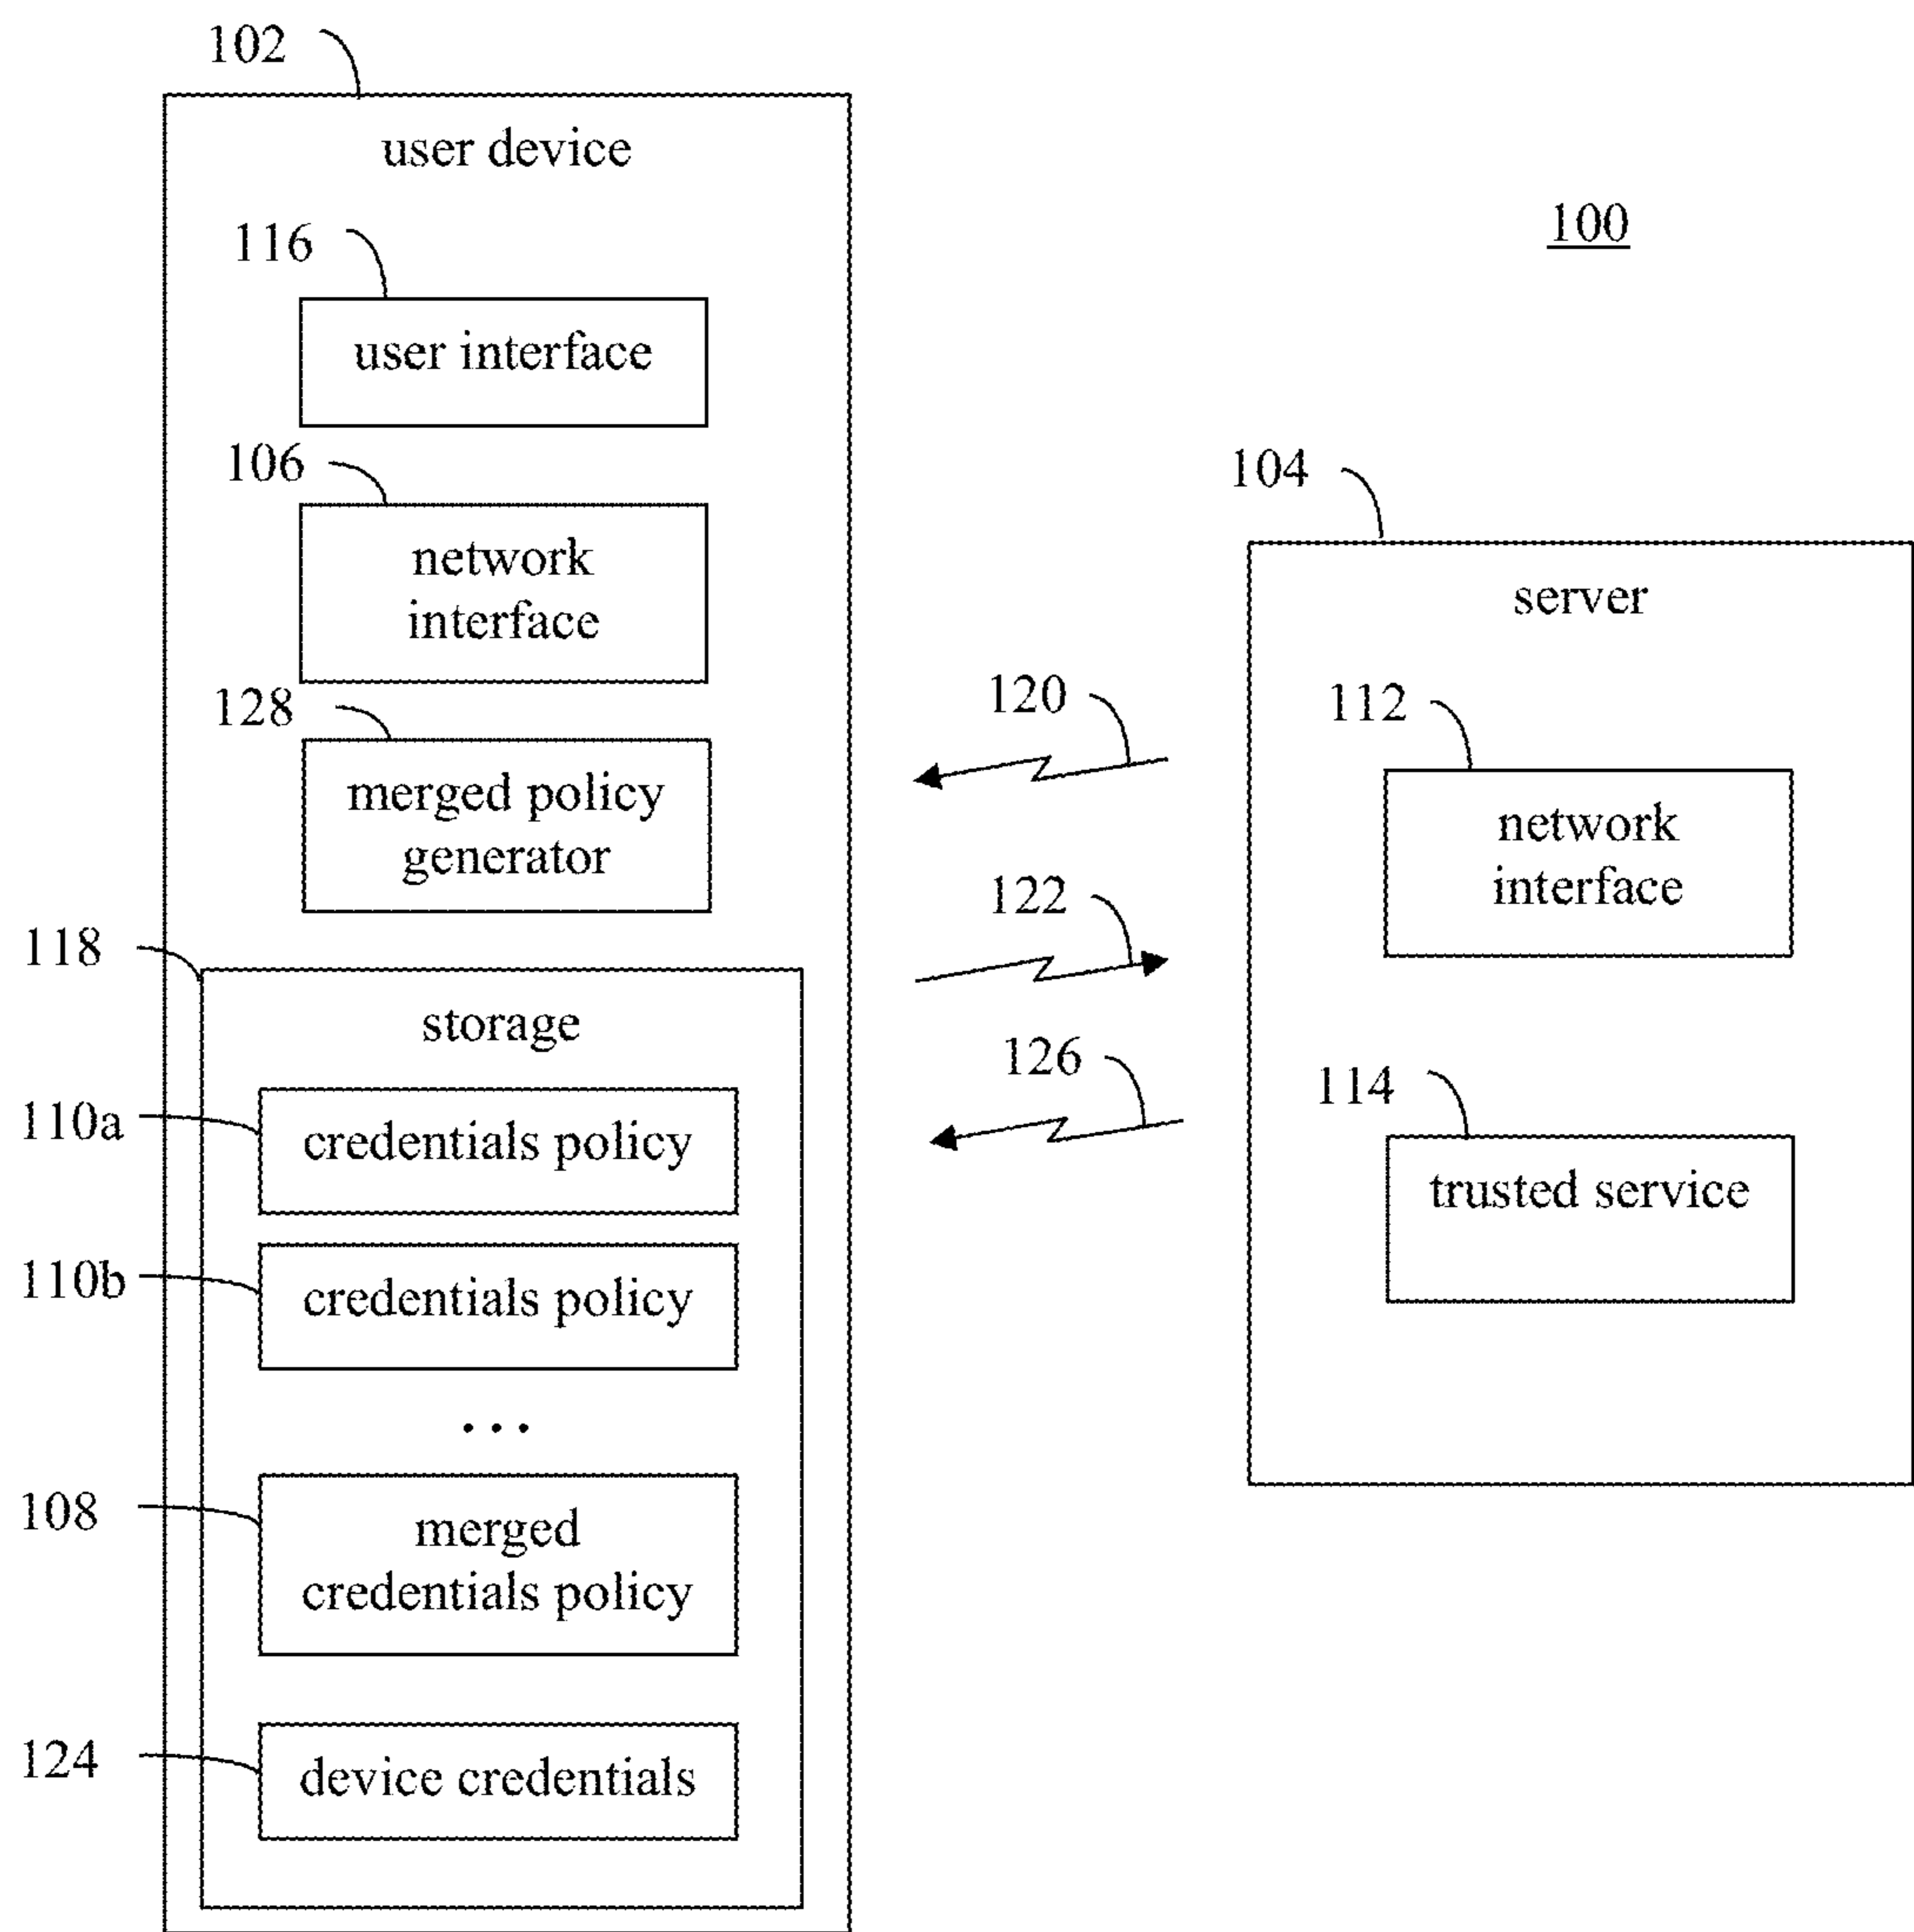 102
user device
100
116
user interface
106
network
interface
128
merged policy
generator
118
storage
110a
credentials policy
110b
credentials policy
...
108
merged
credentials policy
124
device credentials
120
122
126
104
server
112
network
interface
114
trusted service